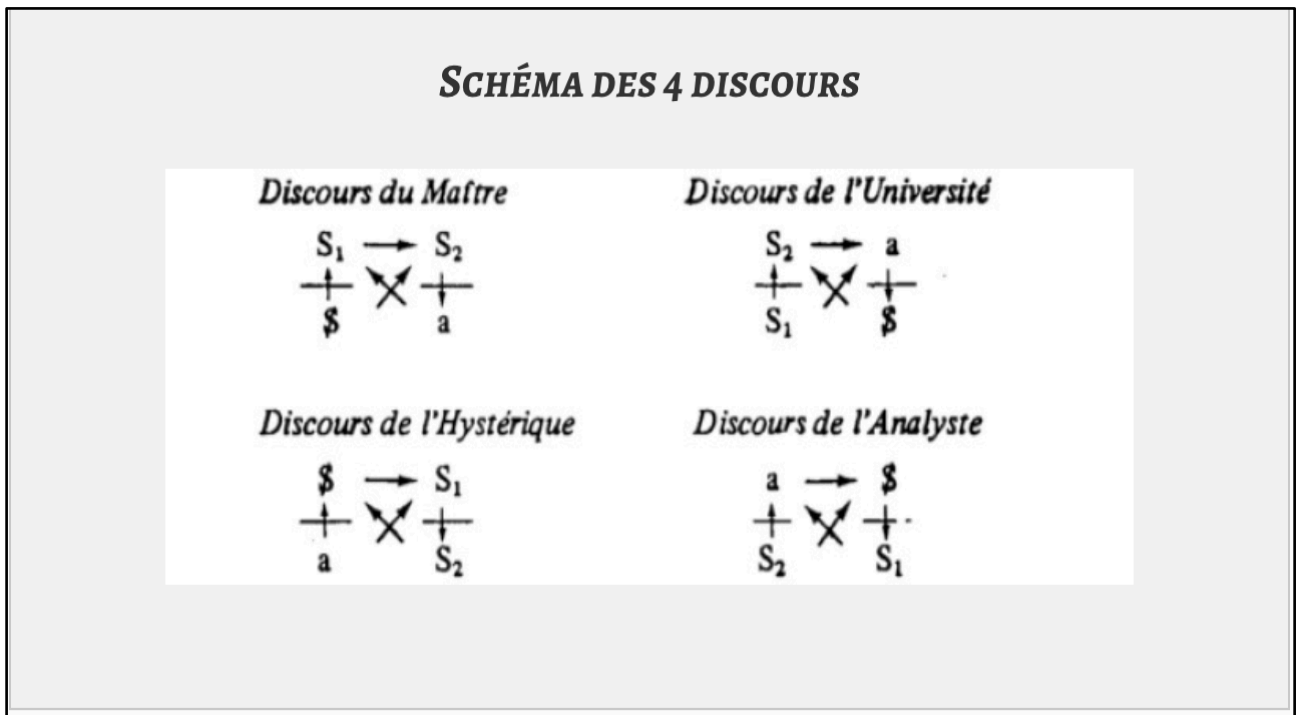 SCHÉMA DES 4 DISCOURS
Discours du Maître
Discours de l'Université
S₁ → S₂
S₂ → a
$ a
S₁ $
Discours de l'Hystérique
Discours de l'Analyste
$ → S₁
a → $
a S₂
S₂ S₁